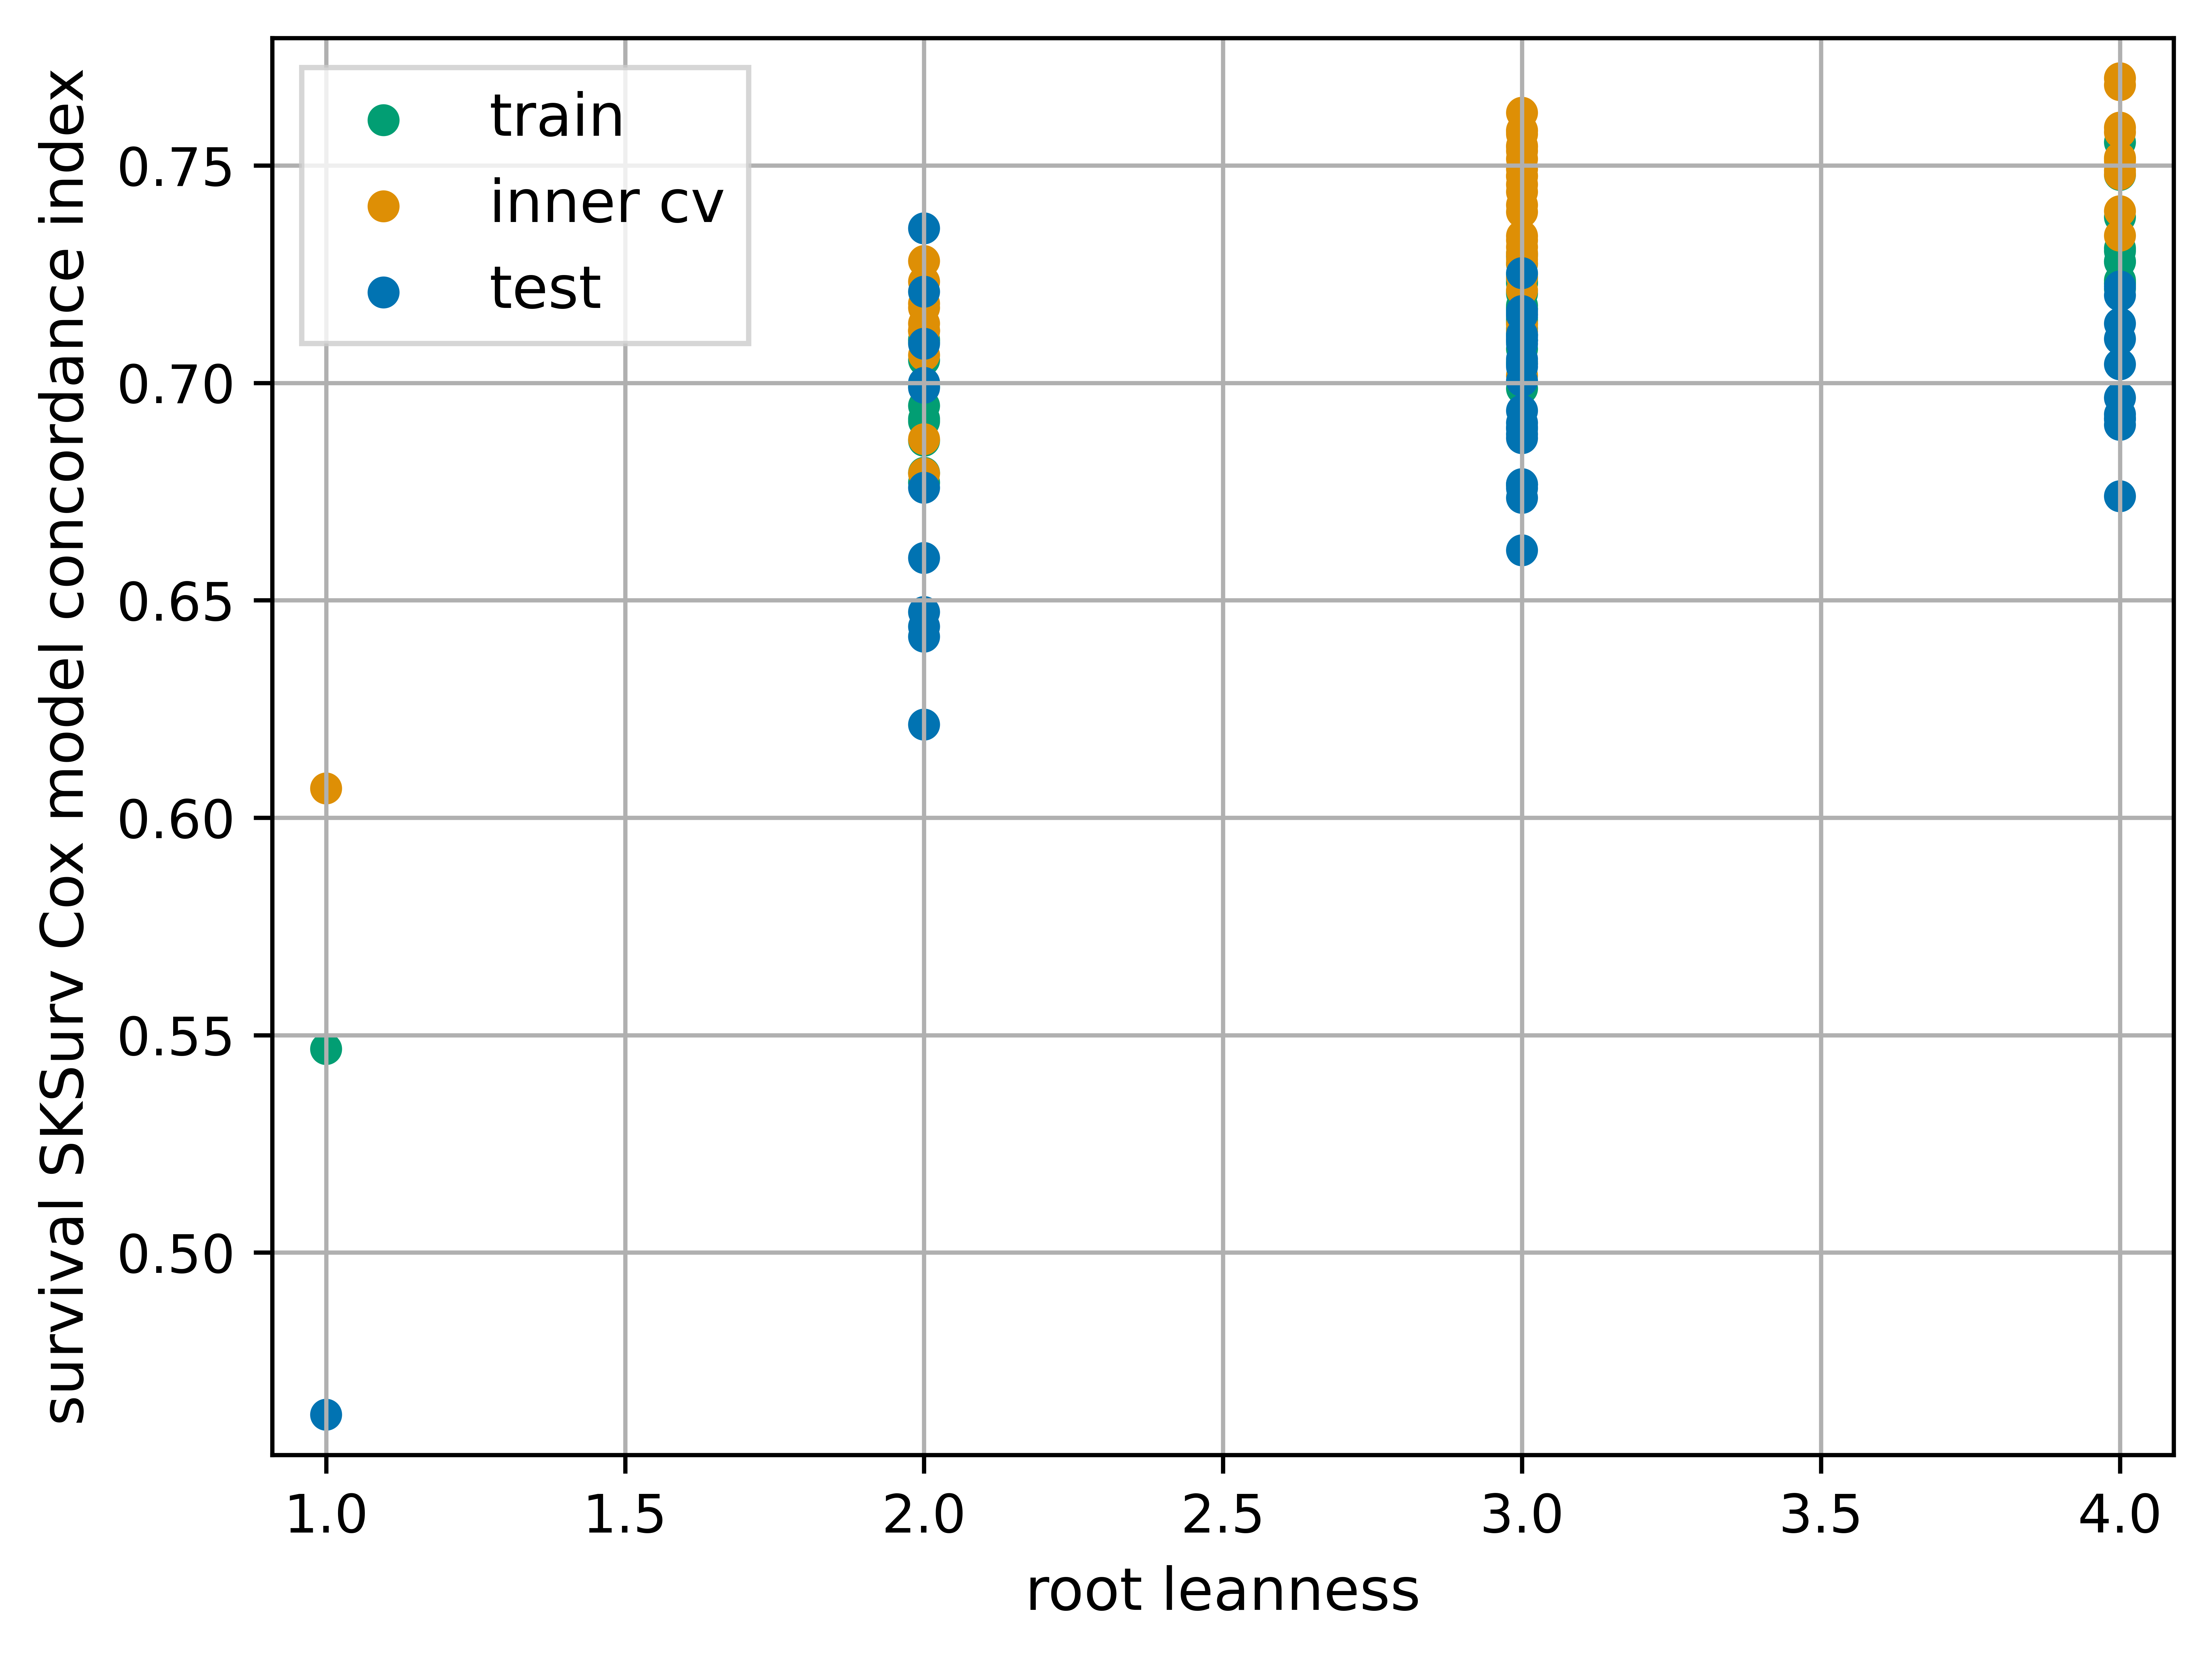 survival SKSurv Cox model concordance index
train
inner cv
test
0.75
0.70
0.65
0.60
0.55
0.50
1.0 1.5 2.0 2.5 3.0 3.5 4.0
root leanness